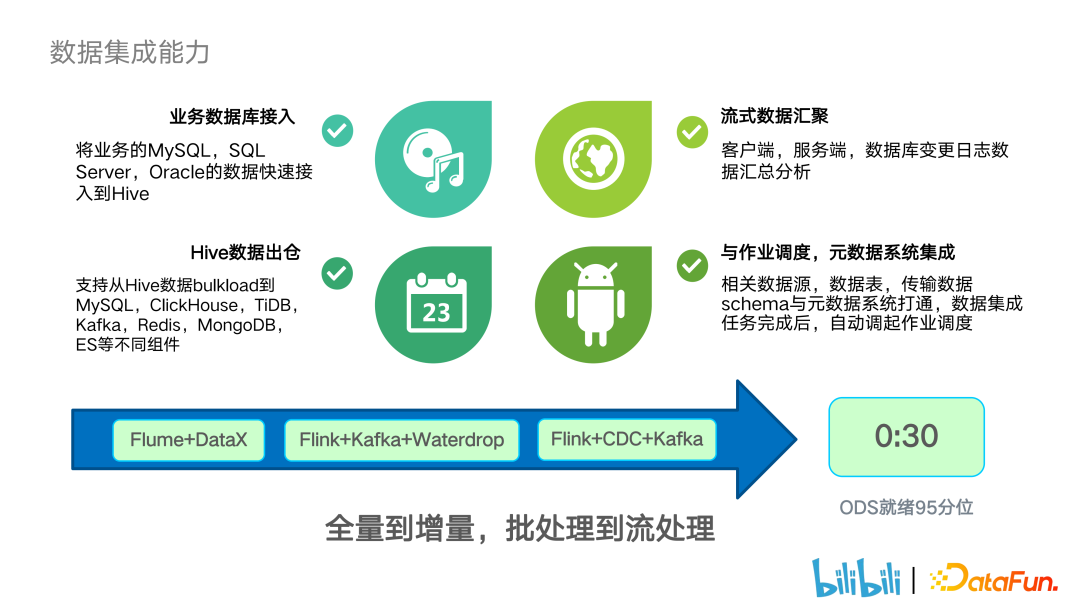 数据集成能力
业务数据库接入
将业务的MySQL，SQL
Server，Oracle的数据快速接
入到Hive
流式数据汇聚
客户端，服务端，数据库变更日志数
据汇总分析
Hive数据出仓
支持从Hive数据bulkload到
MySQL，ClickHouse，TiDB，
Kafka，Redis，MongoDB，
ES等不同组件
23
与作业调度，元数据系统集成
相关数据源，数据表，传输数据
schema与元数据系统打通，数据集成
任务完成后，自动调起作业调度
Flume+DataX
Flink+Kafka+Waterdrop
Flink+CDC+Kafka
0:30
ODS就绪95分位
全量到增量，批处理到流处理
bilibili | DataFun.